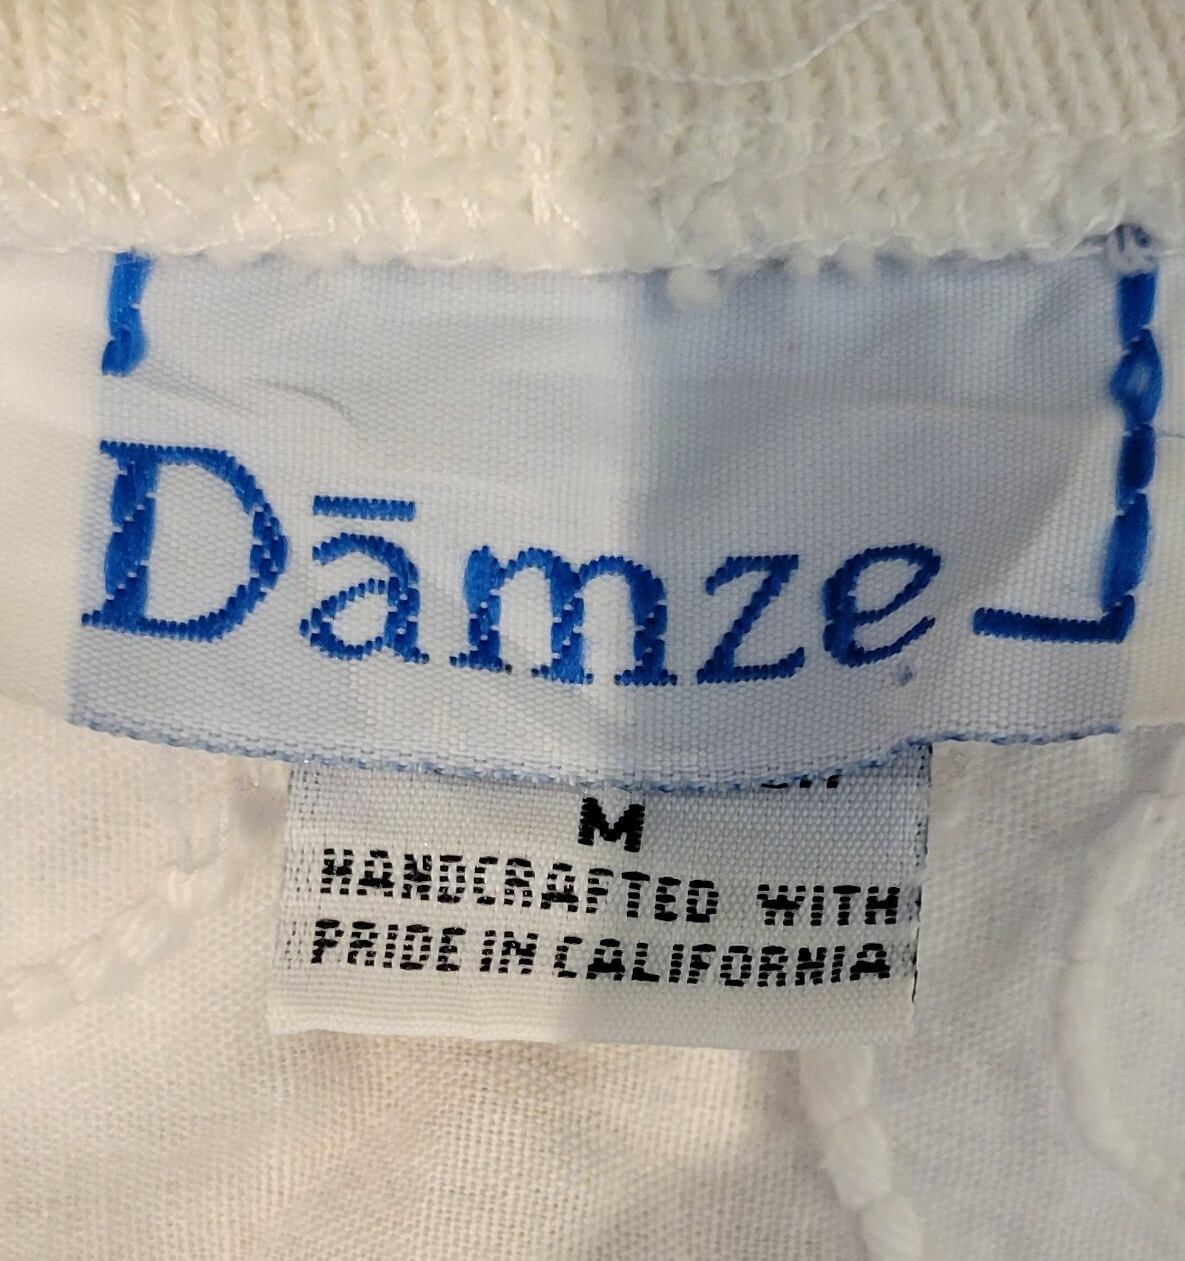 Dāmze
M
HANDCRAFTED WITH
PRIDE IN CALIFORNIA